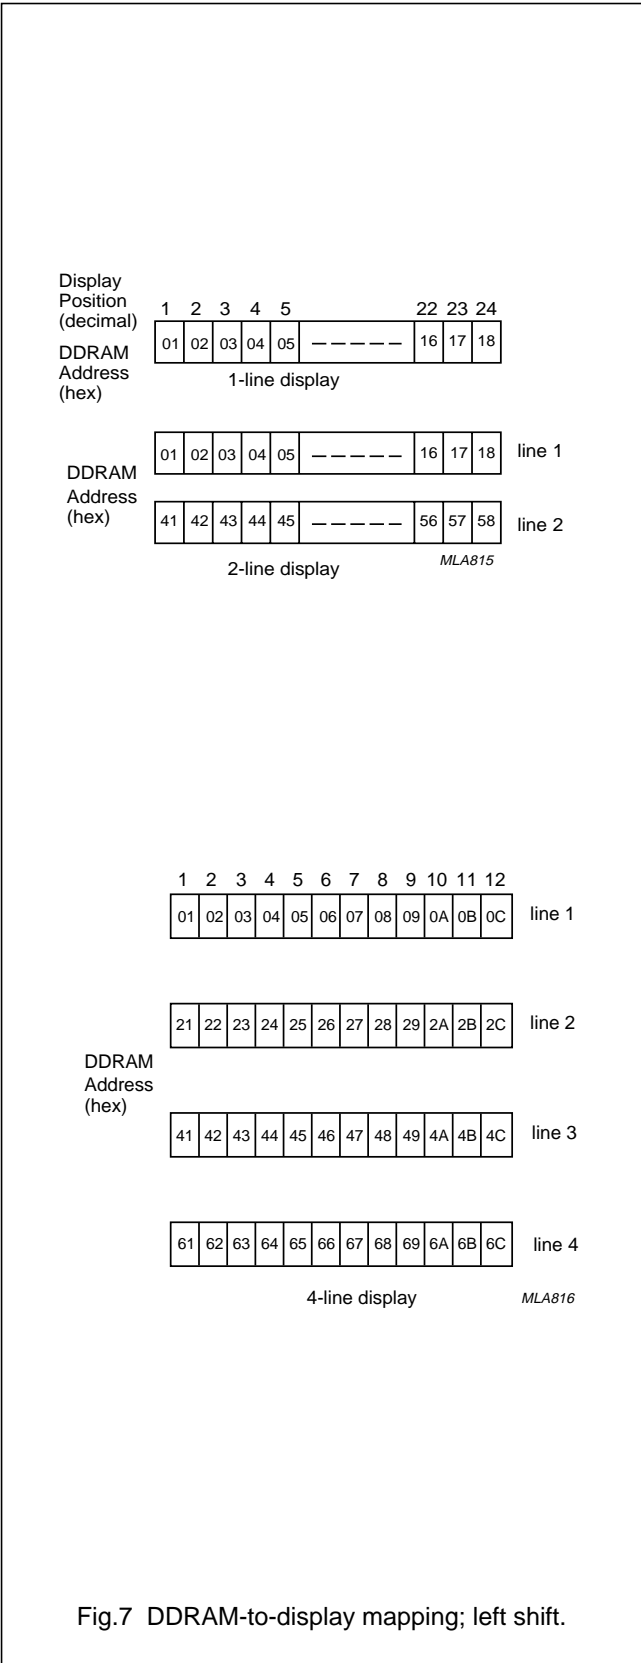 Display
Position
(decimal)
1 2 3 4 5 22 23 24
DDRAM
Address
(hex)
01 02 03 04 05 – – – – – 16 17 18
1-line display
DDRAM
Address
(hex)
01 02 03 04 05 – – – – – 16 17 18 line 1
41 42 43 44 45 – – – – – 56 57 58 line 2
2-line display
MLA815
1 2 3 4 5 6 7 8 9 10 11 12
01 02 03 04 05 06 07 08 09 0A 0B 0C line 1
21 22 23 24 25 26 27 28 29 2A 2B 2C line 2
DDRAM
Address
(hex)
41 42 43 44 45 46 47 48 49 4A 4B 4C line 3
61 62 63 64 65 66 67 68 69 6A 6B 6C line 4
4-line display
MLA816
Fig.7 DDRAM-to-display mapping; left shift.